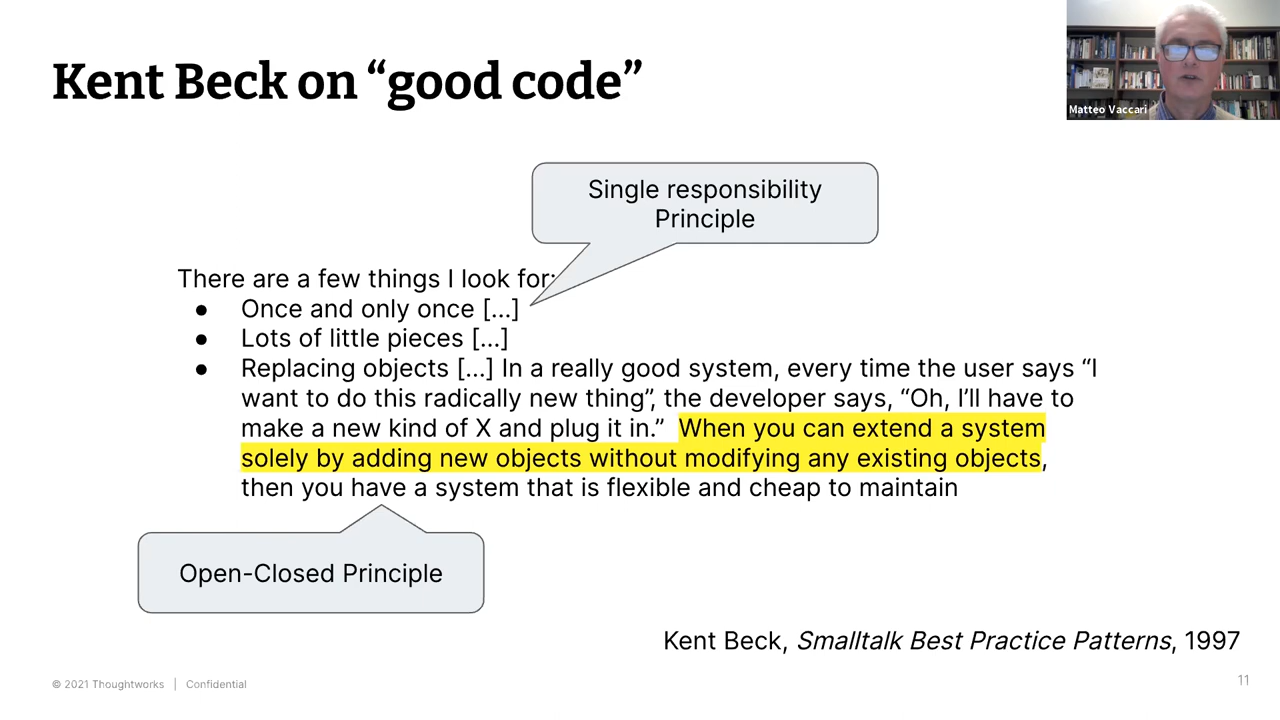 Kent Beck on “good code”
Matteo Vaccari
Single responsibility
Principle
There are a few things I look for:
● Once and only once [...]
● Lots of little pieces [...]
● Replacing objects [...] In a really good system, every time the user says “I
want to do this radically new thing”, the developer says, “Oh, I’ll have to
make a new kind of X and plug it in.” When you can extend a system
solely by adding new objects without modifying any existing objects,
then you have a system that is flexible and cheap to maintain
Open-Closed Principle
Kent Beck, Smalltalk Best Practice Patterns, 1997
© 2021 Thoughtworks | Confidential
11